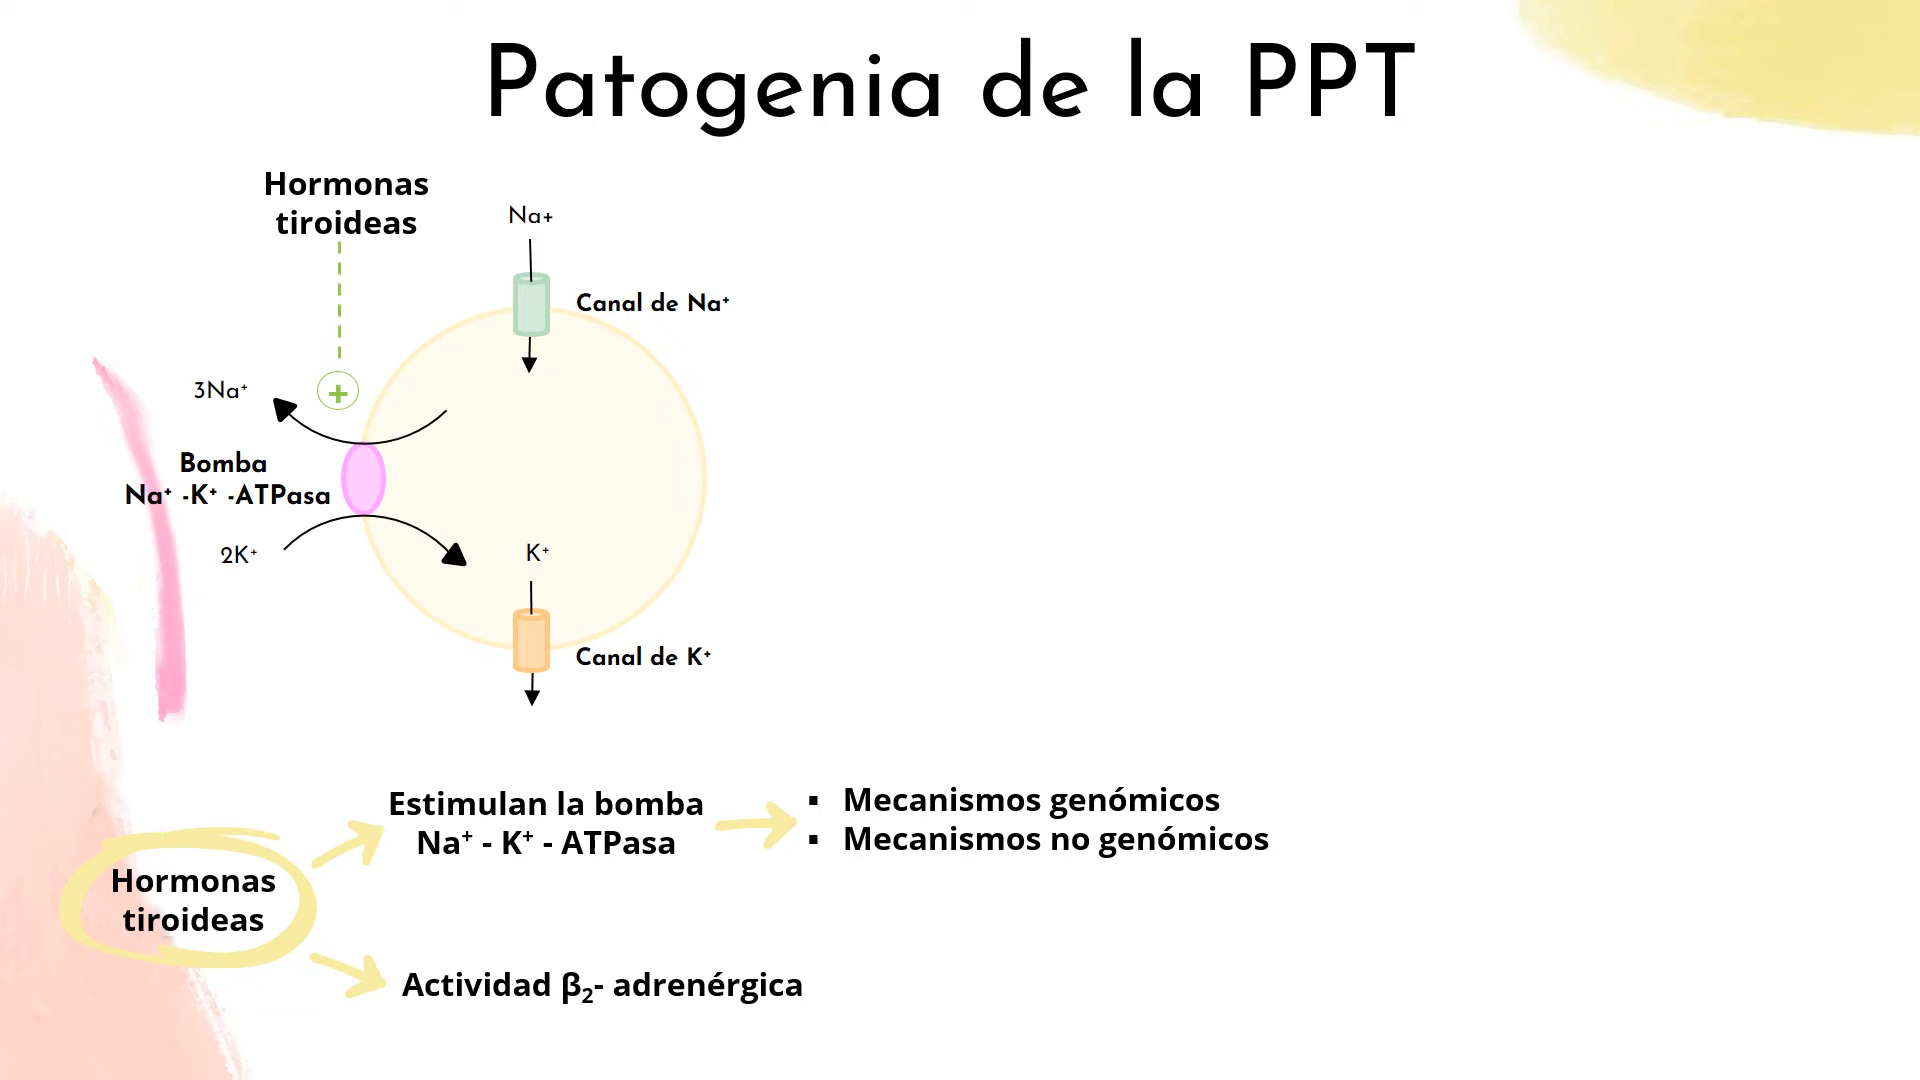 Patogenia de la PPT
Hormonas
tiroideas
Na+
Canal de Na⁺
3Na⁺
+
Bomba
Na⁺ -K⁺ -ATPasa
2K⁺
K⁺
Canal de K⁺
Estimulan la bomba
Na⁺ - K⁺ - ATPasa
▪ Mecanismos genómicos
▪ Mecanismos no genómicos
Hormonas
tiroideas
Actividad β₂- adrenérgica